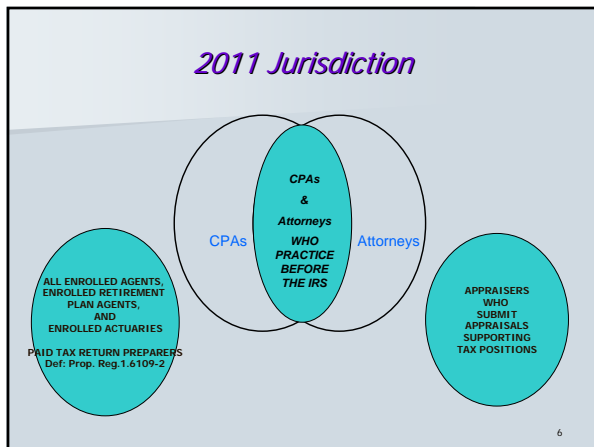 2011 Jurisdiction
CPAs
&
Attorneys
WHO
PRACTICE
BEFORE
THE IRS
CPAs
Attorneys
ALL ENROLLED AGENTS,
ENROLLED RETIREMENT
PLAN AGENTS,
AND
ENROLLED ACTUARIES
PAID TAX RETURN PREPARERS
Def: Prop. Reg.1.6109-2
APPRAISERS
WHO
SUBMIT
APPRAISALS
SUPPORTING
TAX POSITIONS
6